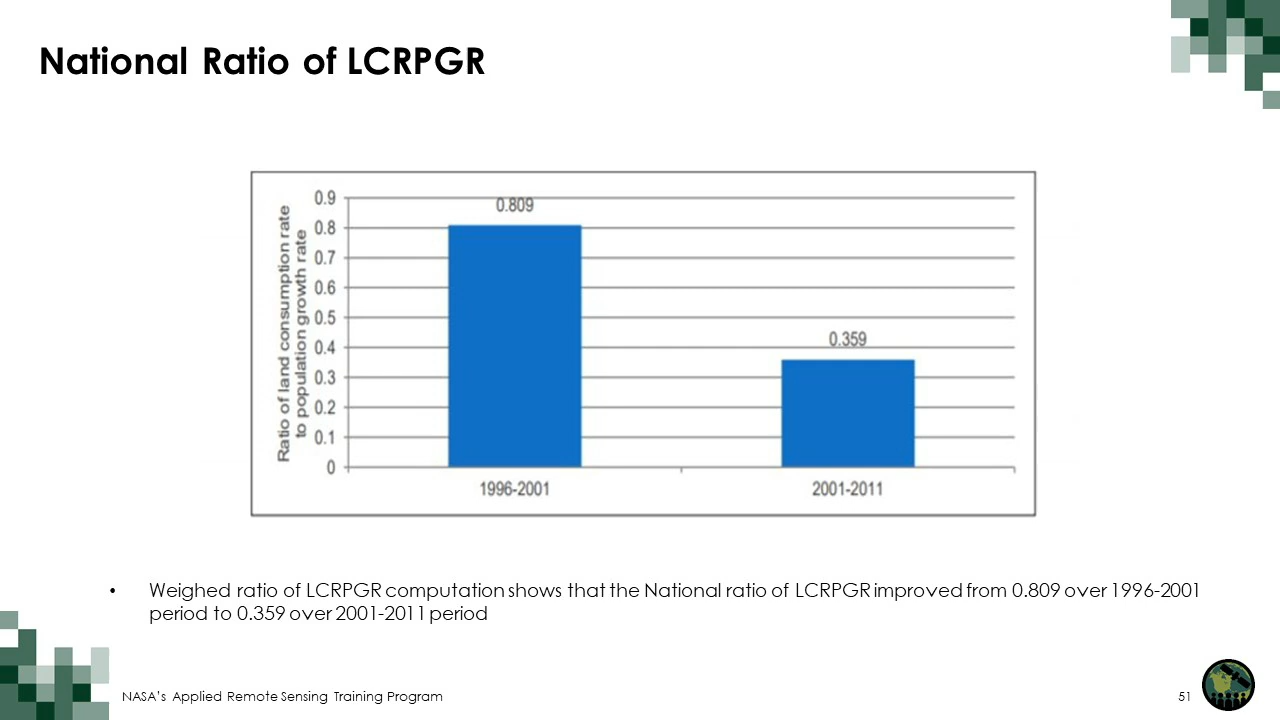 National Ratio of LCRPGR
Ratio of land consumption rate
to population growth rate
0.9
0.8
0.7
0.6
0.5
0.4
0.3
0.2
0.1
0
0.809
0.359
1996-2001
2001-2011
• Weighed ratio of LCRPGR computation shows that the National ratio of LCRPGR improved from 0.809 over 1996-2001
period to 0.359 over 2001-2011 period
NASA's Applied Remote Sensing Training Program
51